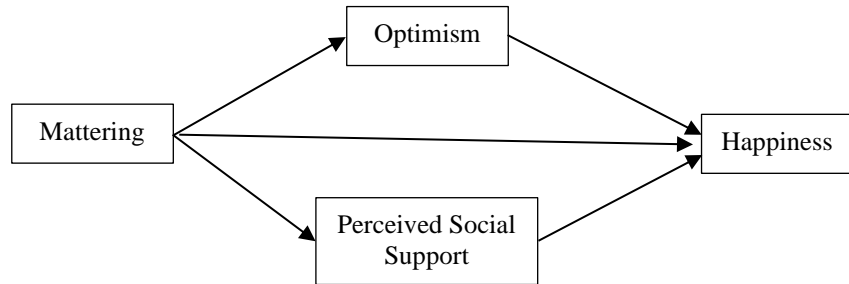 Optimism
Mattering
Happiness
Perceived Social
Support